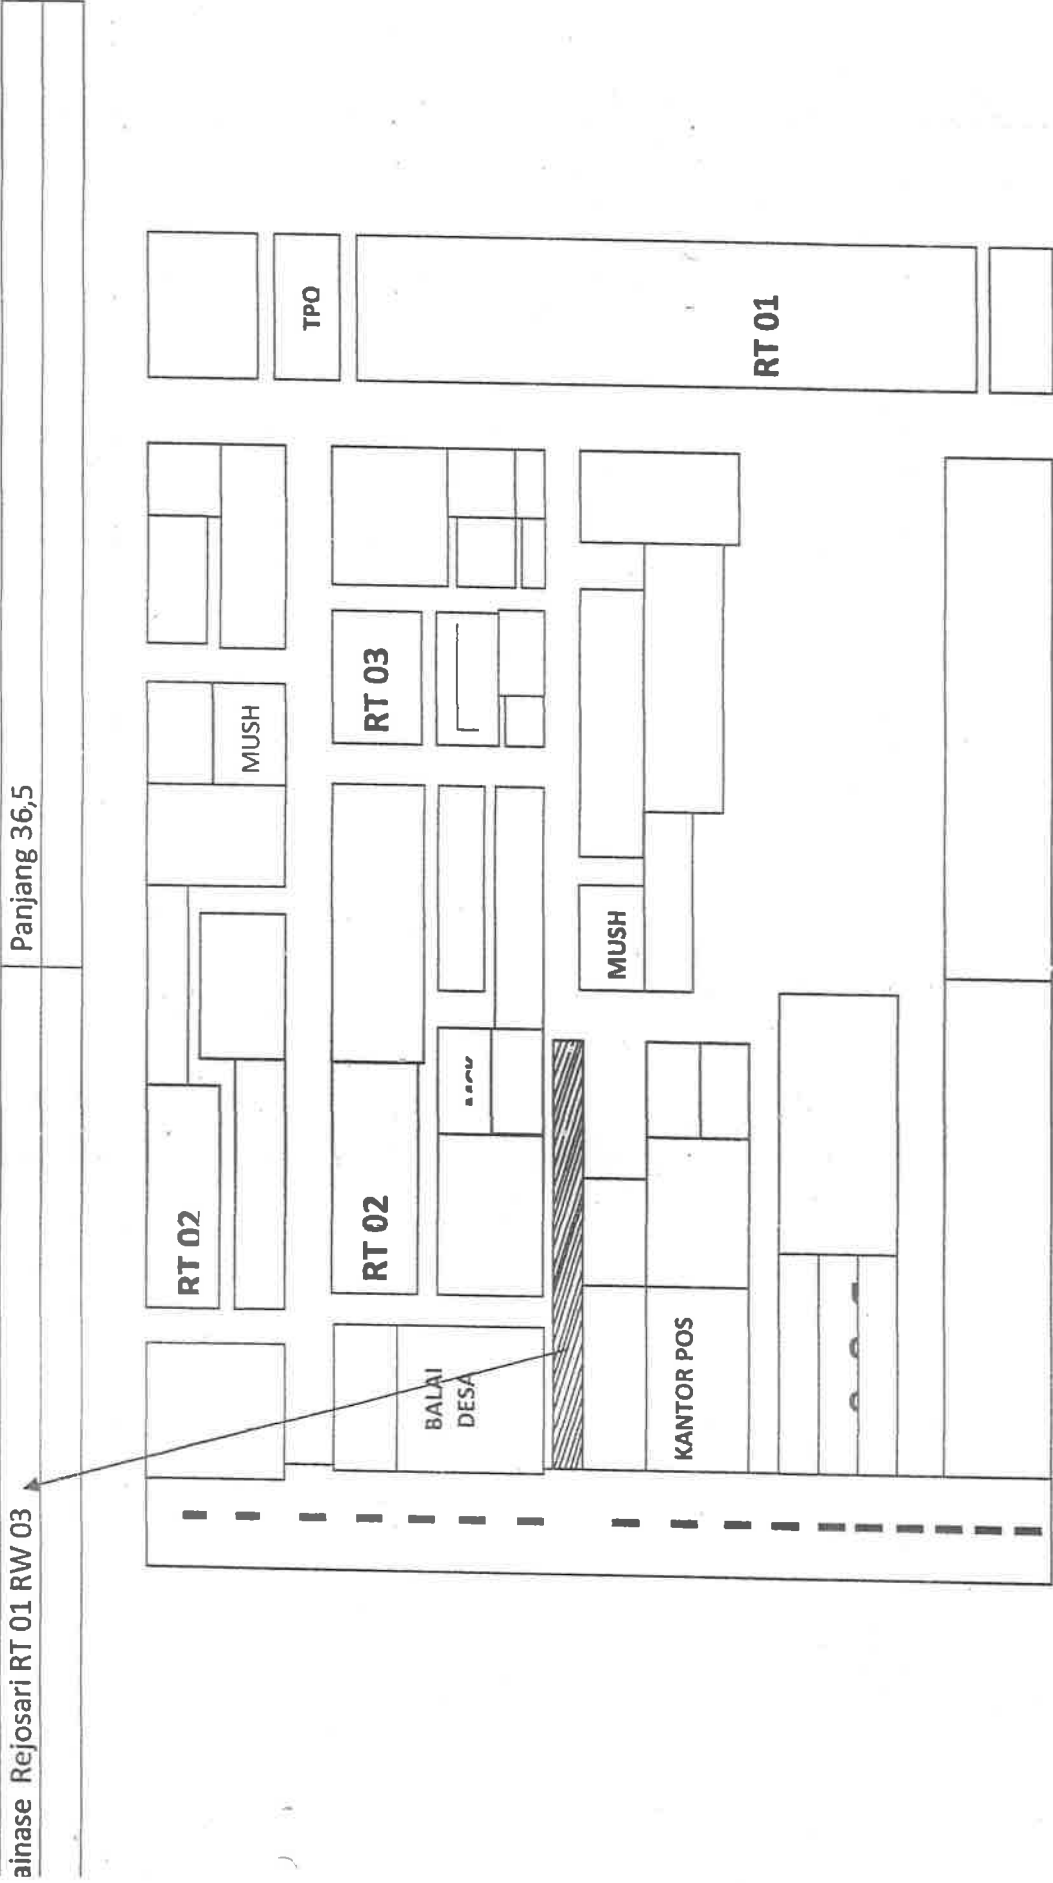 ainase Rejosari RT 01 RW 03
Panjang 36,5
RT 02
MUSH
TPQ
BALAI
DESA
RT 02
RT 03
MUSH
KANTOR POS
RT 01